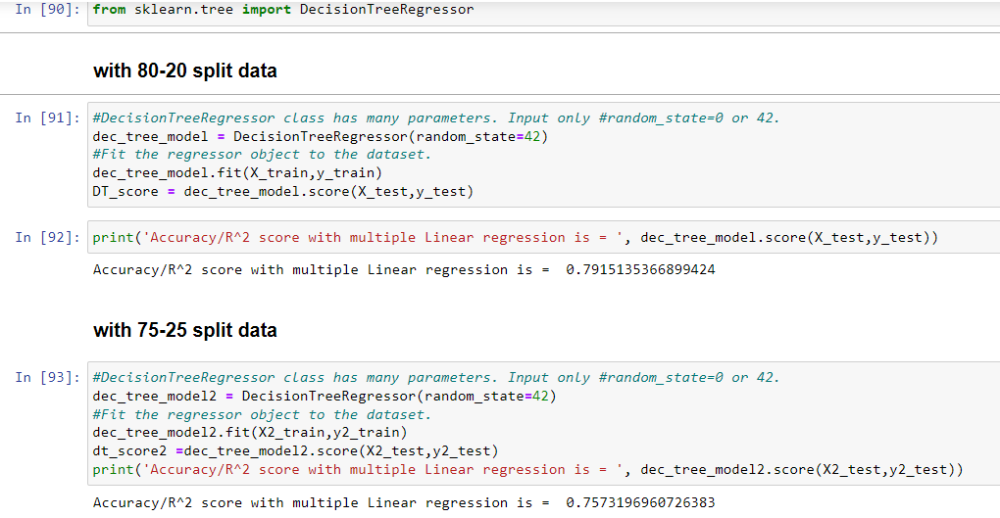 In [90]: from sklearn.tree import DecisionTreeRegressor
with 80-20 split data
In [91]: #DecisionTreeRegressor class has many parameters. Input only #random_state=0 or 42.
dec_tree_model = DecisionTreeRegressor(random_state=42)
#Fit the regressor object to the dataset.
dec_tree_model.fit(X_train,y_train)
DT_score = dec_tree_model.score(X_test,y_test)
In [92]: print('Accuracy/R^2 score with multiple Linear regression is = ', dec_tree_model.score(X_test,y_test))
Accuracy/R^2 score with multiple Linear regression is =  0.7915135366899424
with 75-25 split data
In [93]: #DecisionTreeRegressor class has many parameters. Input only #random_state=0 or 42.
dec_tree_model2 = DecisionTreeRegressor(random_state=42)
#Fit the regressor object to the dataset.
dec_tree_model2.fit(X2_train,y2_train)
dt_score2 =dec_tree_model2.score(X2_test,y2_test)
print('Accuracy/R^2 score with multiple Linear regression is = ', dec_tree_model2.score(X2_test,y2_test))
Accuracy/R^2 score with multiple Linear regression is =  0.7573196960726383